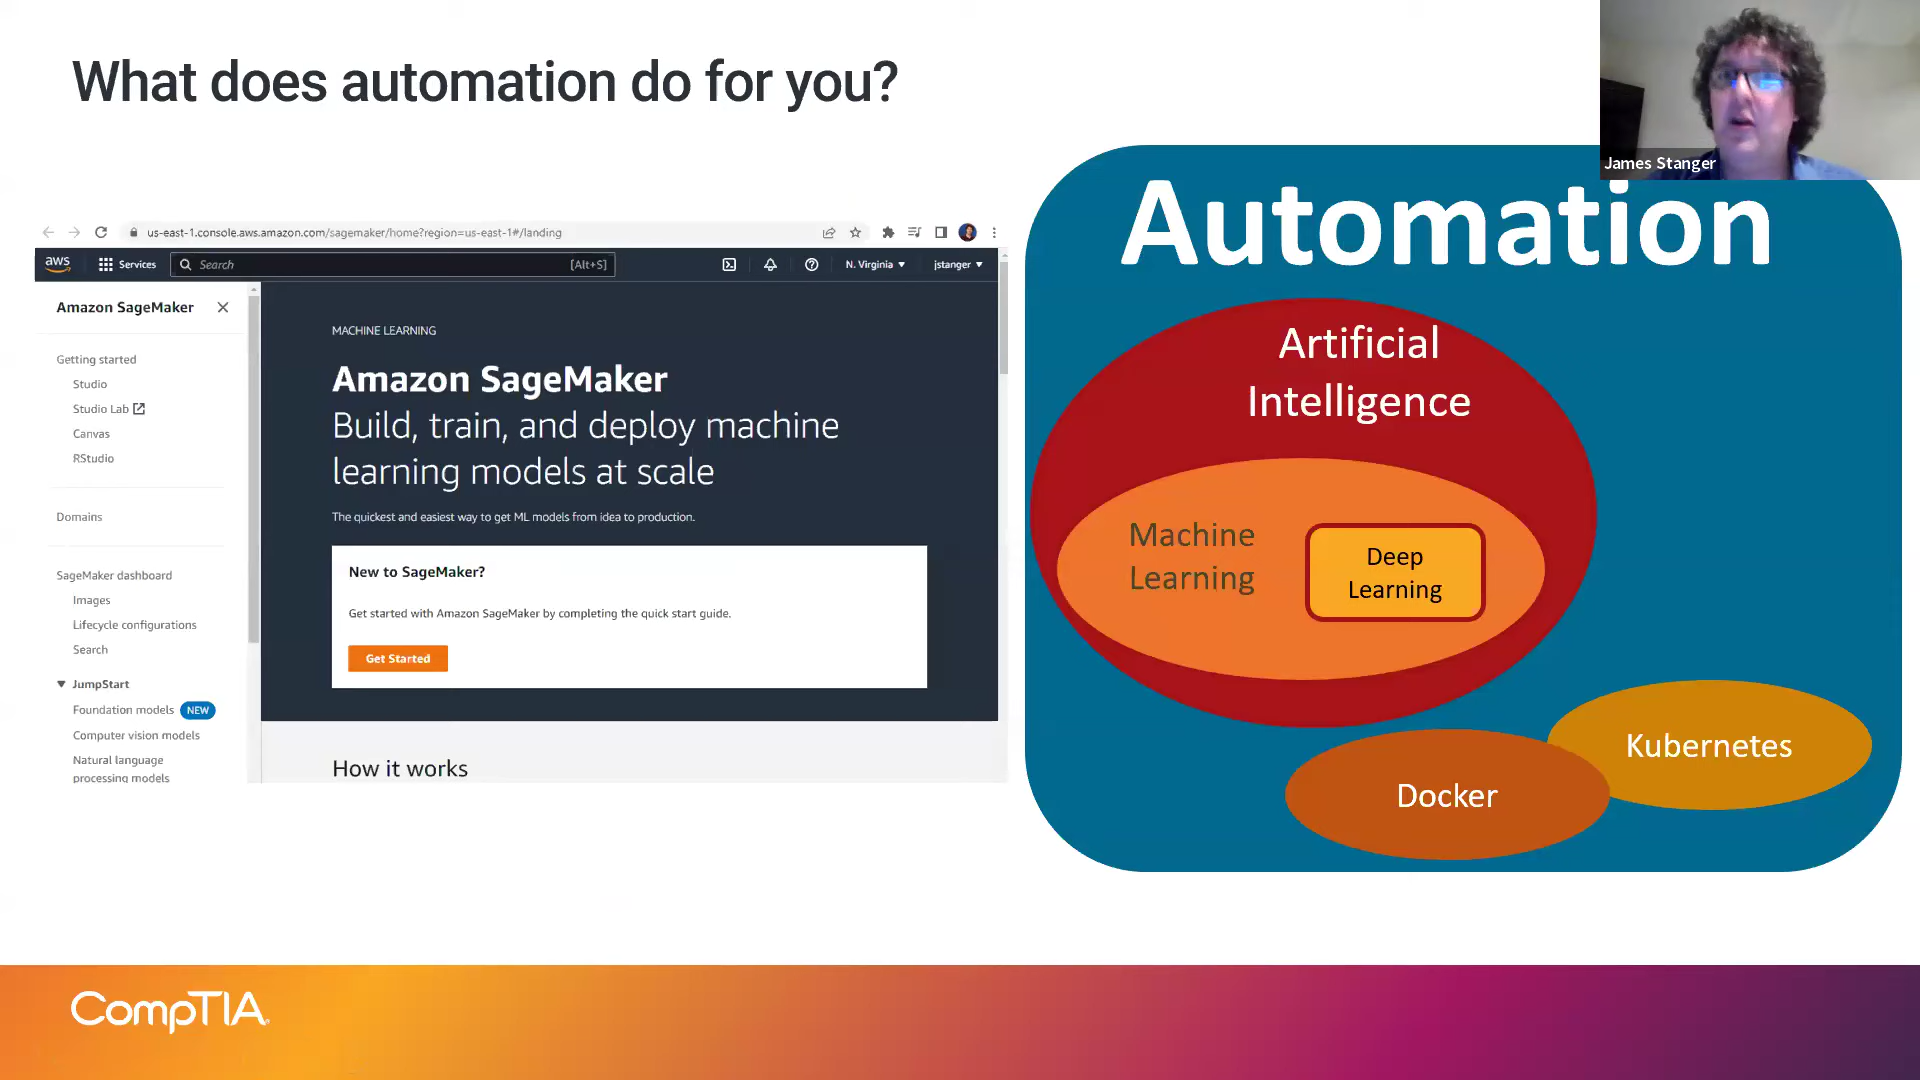 What does automation do for you?
James Stanger
us-east-1.console.aws.amazon.com/sagemaker/home?region=us-east-1#/landing
aws
Services
Search
[Alt+S]
N. Virginia
jstanger
Amazon SageMaker
Getting started
Studio
Studio Lab
Canvas
RStudio
Domains
SageMaker dashboard
Images
Lifecycle configurations
Search
JumpStart
Foundation models NEW
Computer vision models
Natural language
processing models
MACHINE LEARNING
Amazon SageMaker
Build, train, and deploy machine
learning models at scale
The quickest and easiest way to get ML models from idea to production.
New to SageMaker?
Get started with Amazon SageMaker by completing the quick start guide.
Get Started
How it works
Automation
Artificial
Intelligence
Machine
Learning
Deep
Learning
Kubernetes
Docker
CompTIA